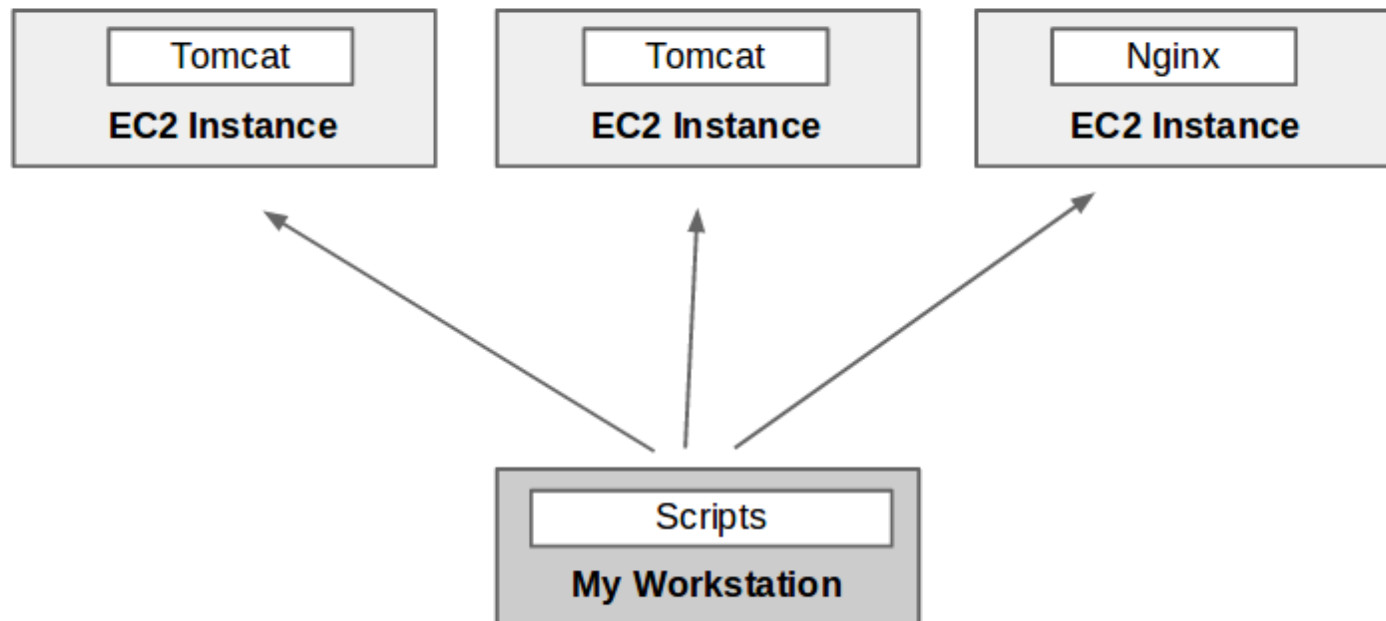 Tomcat
EC2 Instance
Tomcat
EC2 Instance
Nginx
EC2 Instance
Scripts
My Workstation